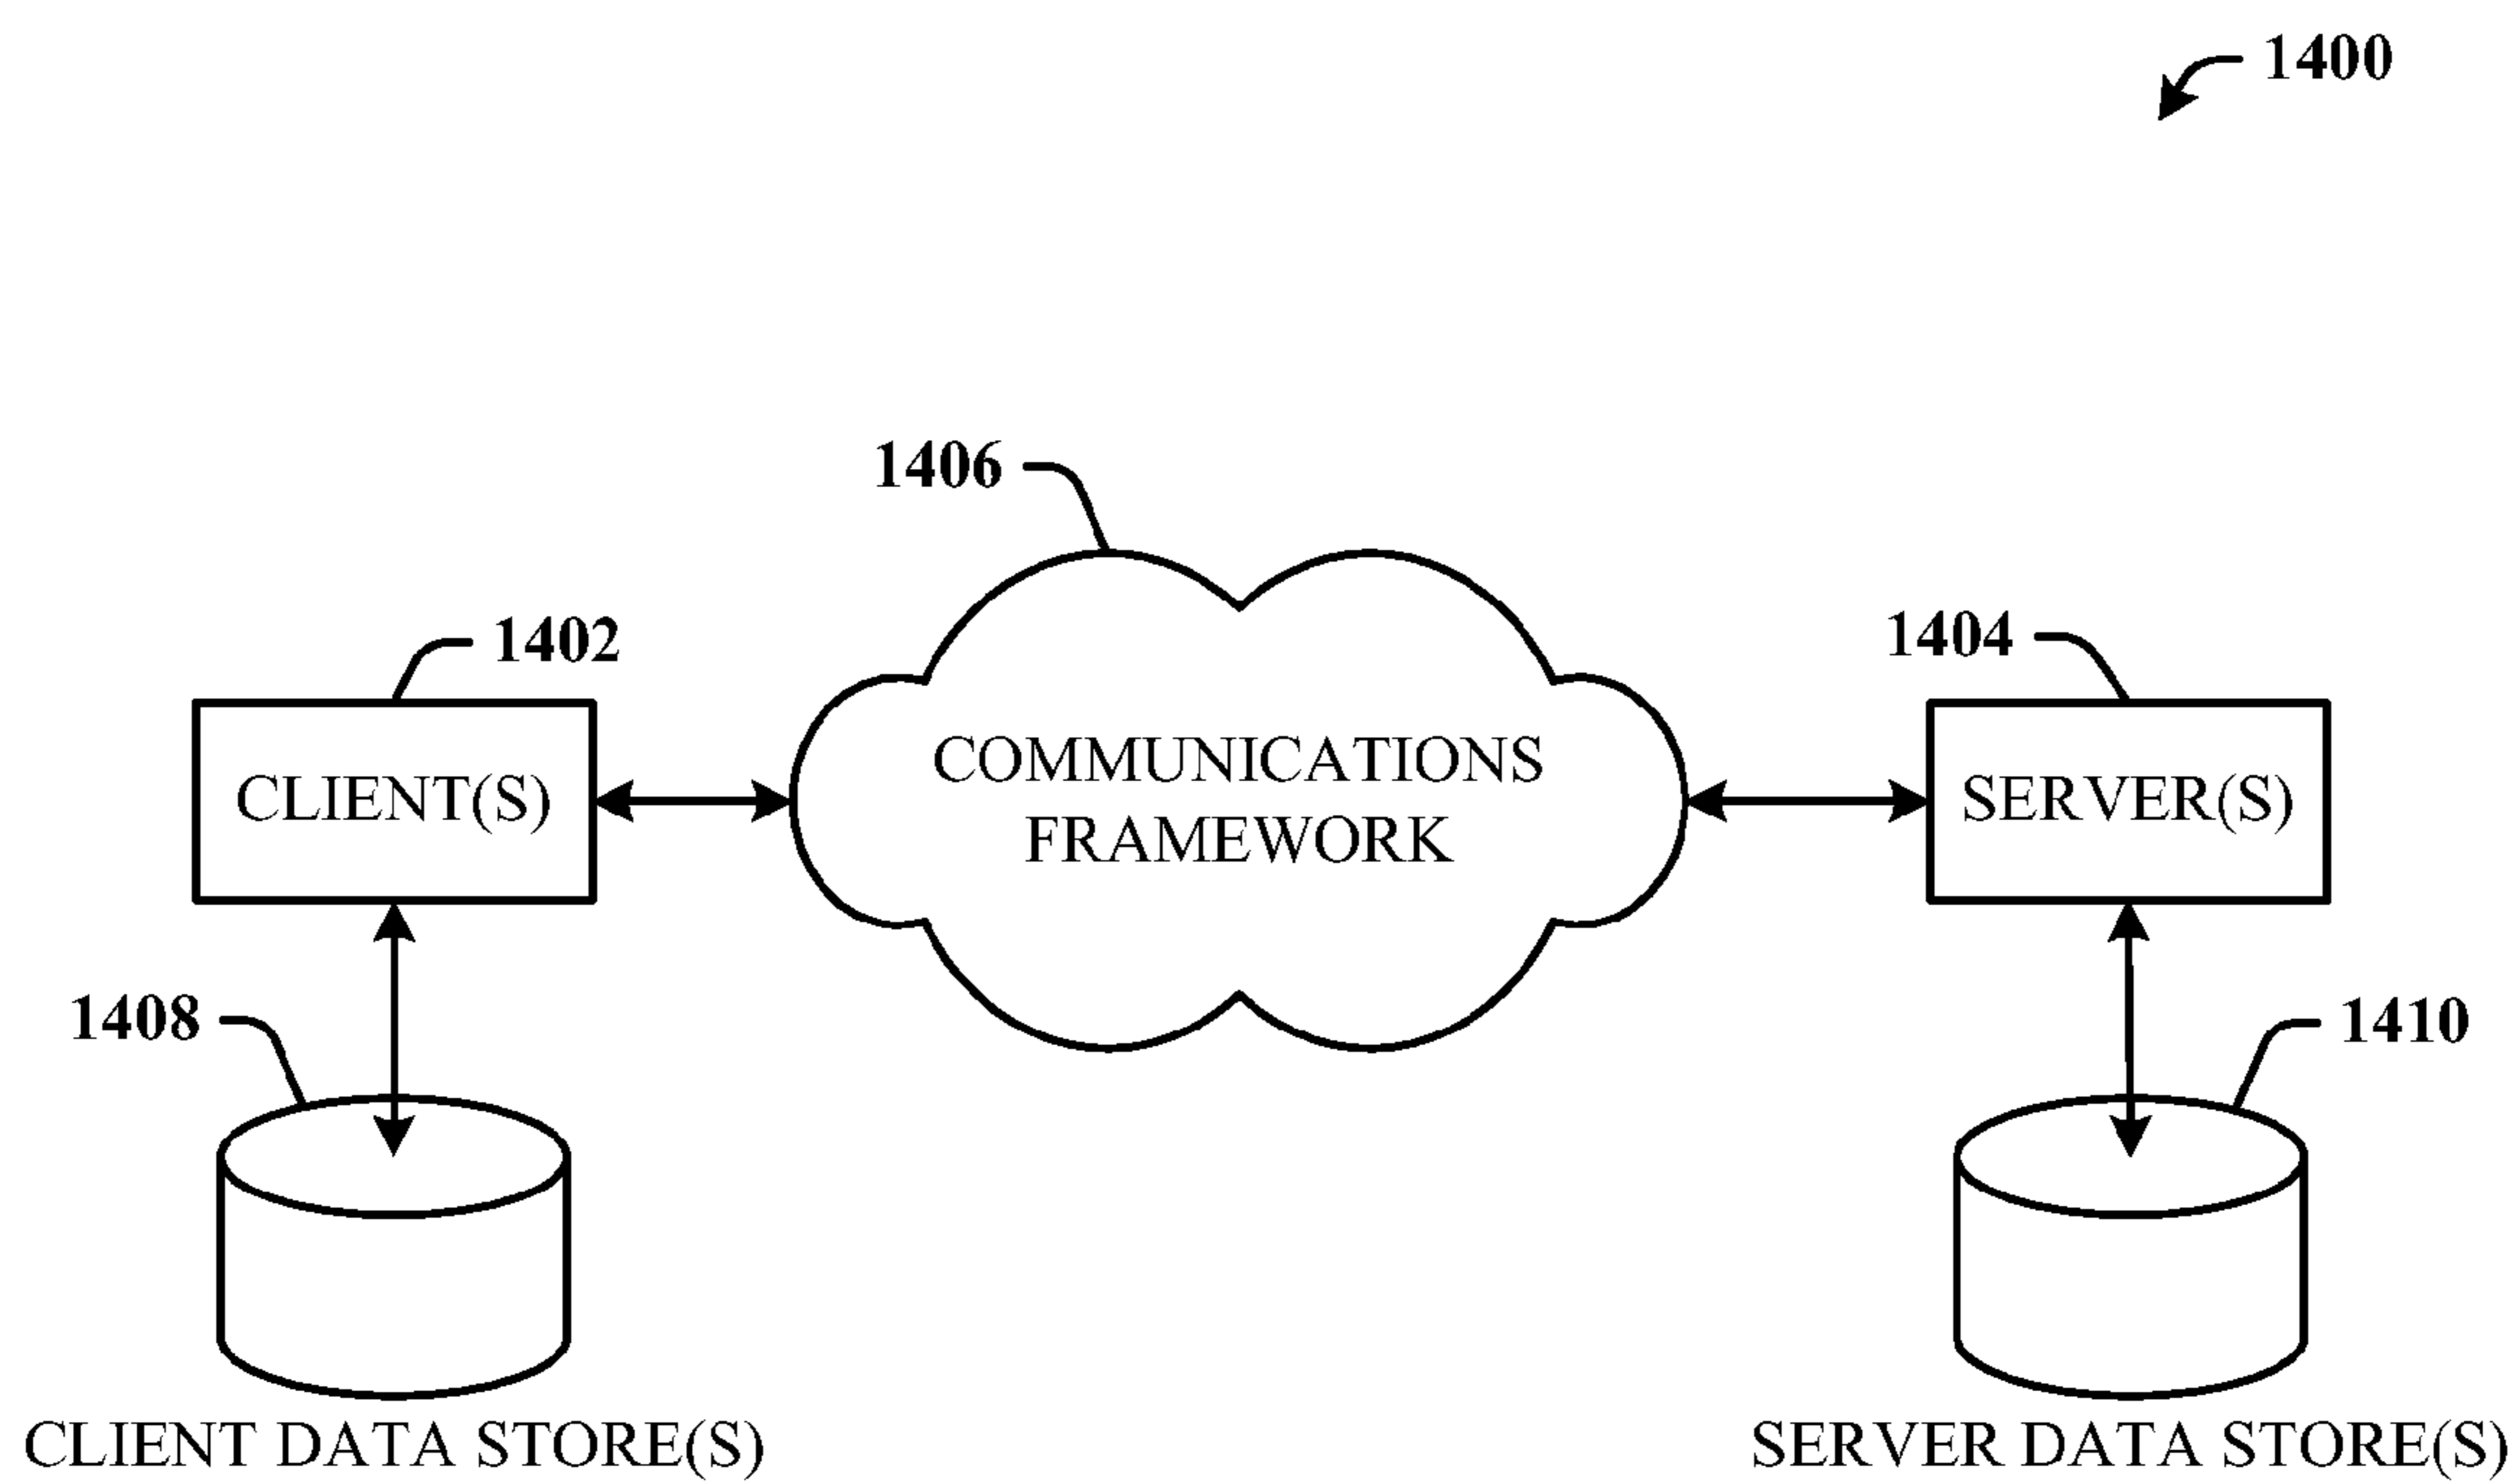 1400
1406
1402
1404
CLIENT(S)
COMMUNICATIONS
FRAMEWORK
SERVER(S)
1408
1410
CLIENT DATA STORE(S)
SERVER DATA STORE(S)